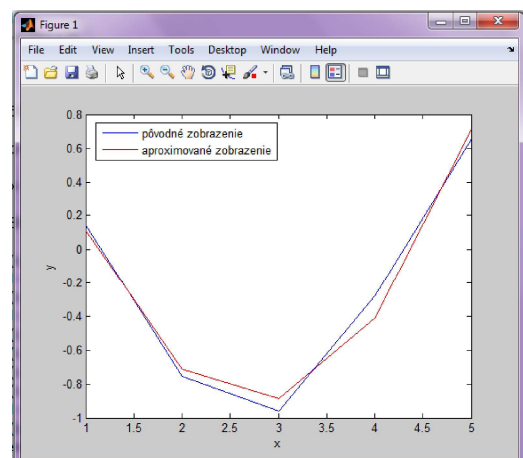 Figure 1
File Edit View Insert Tools Desktop Window Help
pôvodné zobrazenie
aproximované zobrazenie
0.8
0.6
0.4
0.2
0
-0.2
-0.4
-0.6
-0.8
-1
y
1 1.5 2 2.5 3 3.5 4 4.5 5
x